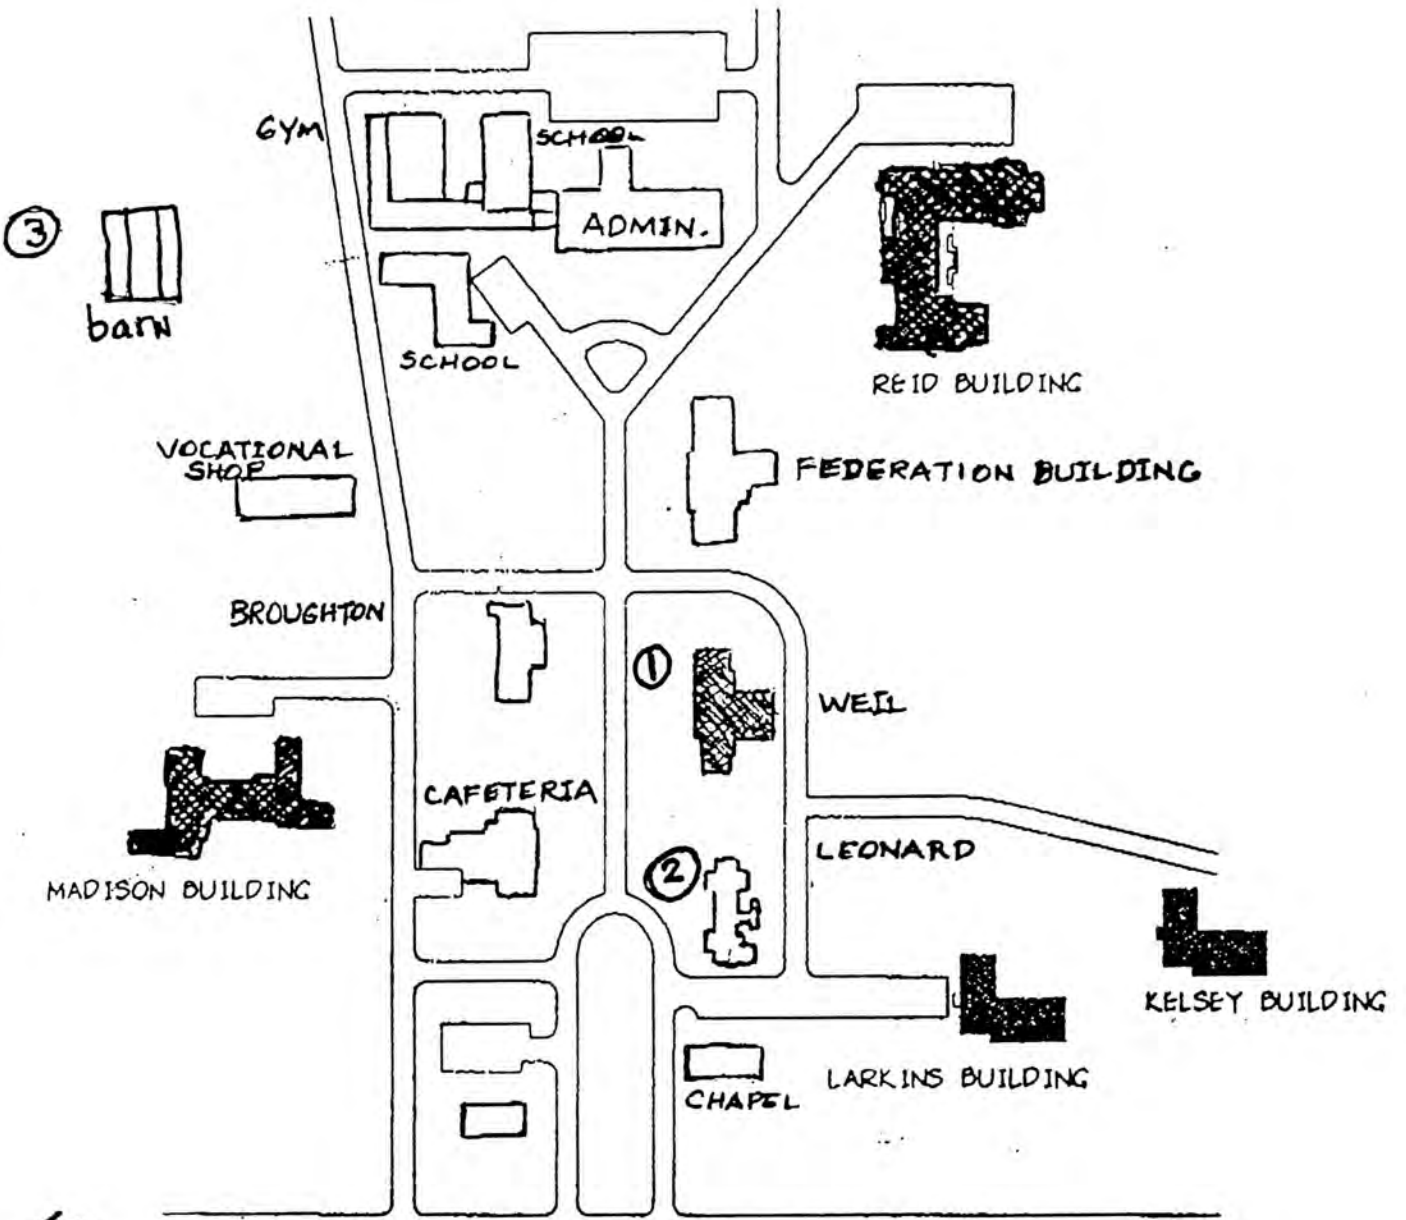 GYM
SCHOOL
ADMIN.
3
barn
SCHOOL
REID BUILDING
VOCATIONAL
SHOP
FEDERATION BUILDING
BROUGHTON
1
WEIL
CAFETERIA
2
LEONARD
MADISON BUILDING
KELSEY BUILDING
LARKINS BUILDING
CHAPEL